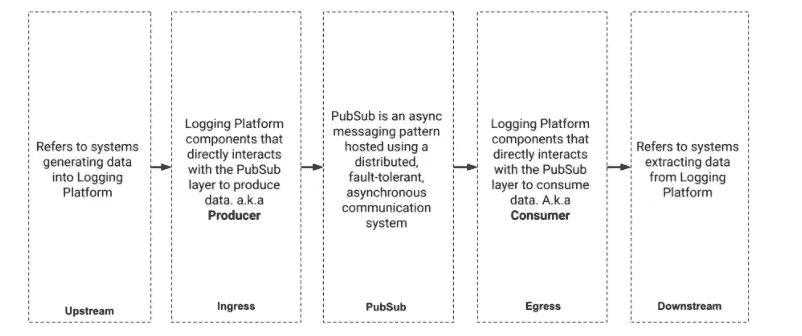 Refers to systems
generating data
into Logging
Platform
Upstream
Logging Platform
components that
directly interacts
with the PubSub
layer to produce
data. a.k.a
Producer
Ingress
PubSub is an async
messaging pattern
hosted using a
distributed,
fault-tolerant,
asynchronous
communication
system
PubSub
Logging Platform
components that
directly interacts
with the PubSub
layer to consume
data. A.k.a
Consumer
Egress
Refers to systems
extracting data
from Logging
Platform
Downstream